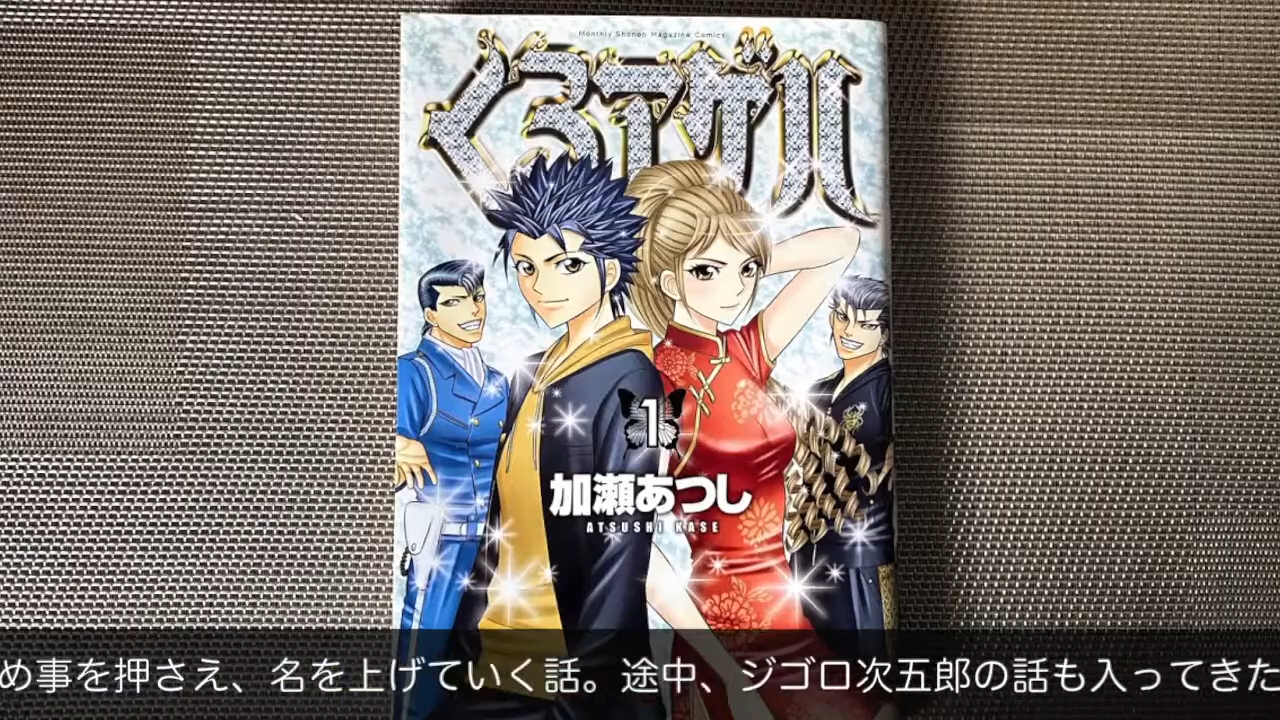 Monthly Shonen Magazine Comics
くろアゲハ
1
加瀬あつし
ATSUSHI KASE
め事を押さえ、名を上げていく話。途中、ジゴロ次五郎の話も入ってきた